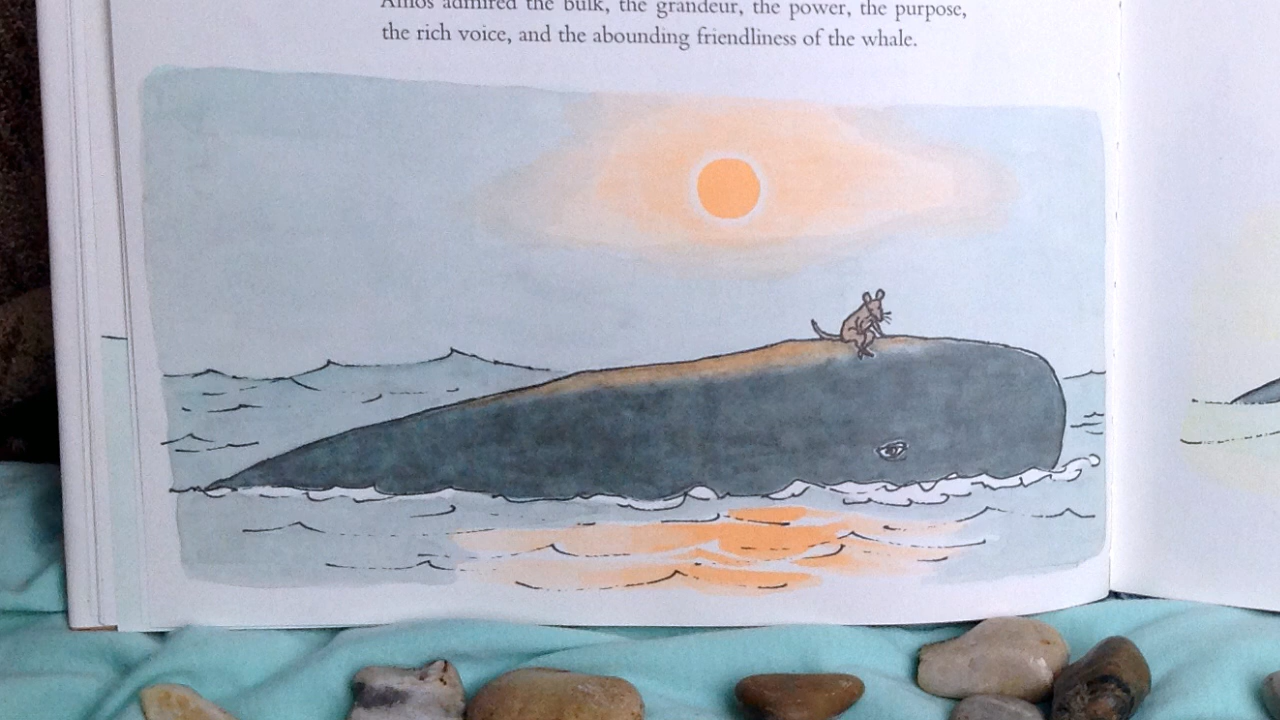 Amos admired the bulk, the grandeur, the power, the purpose,
the rich voice, and the abounding friendliness of the whale.